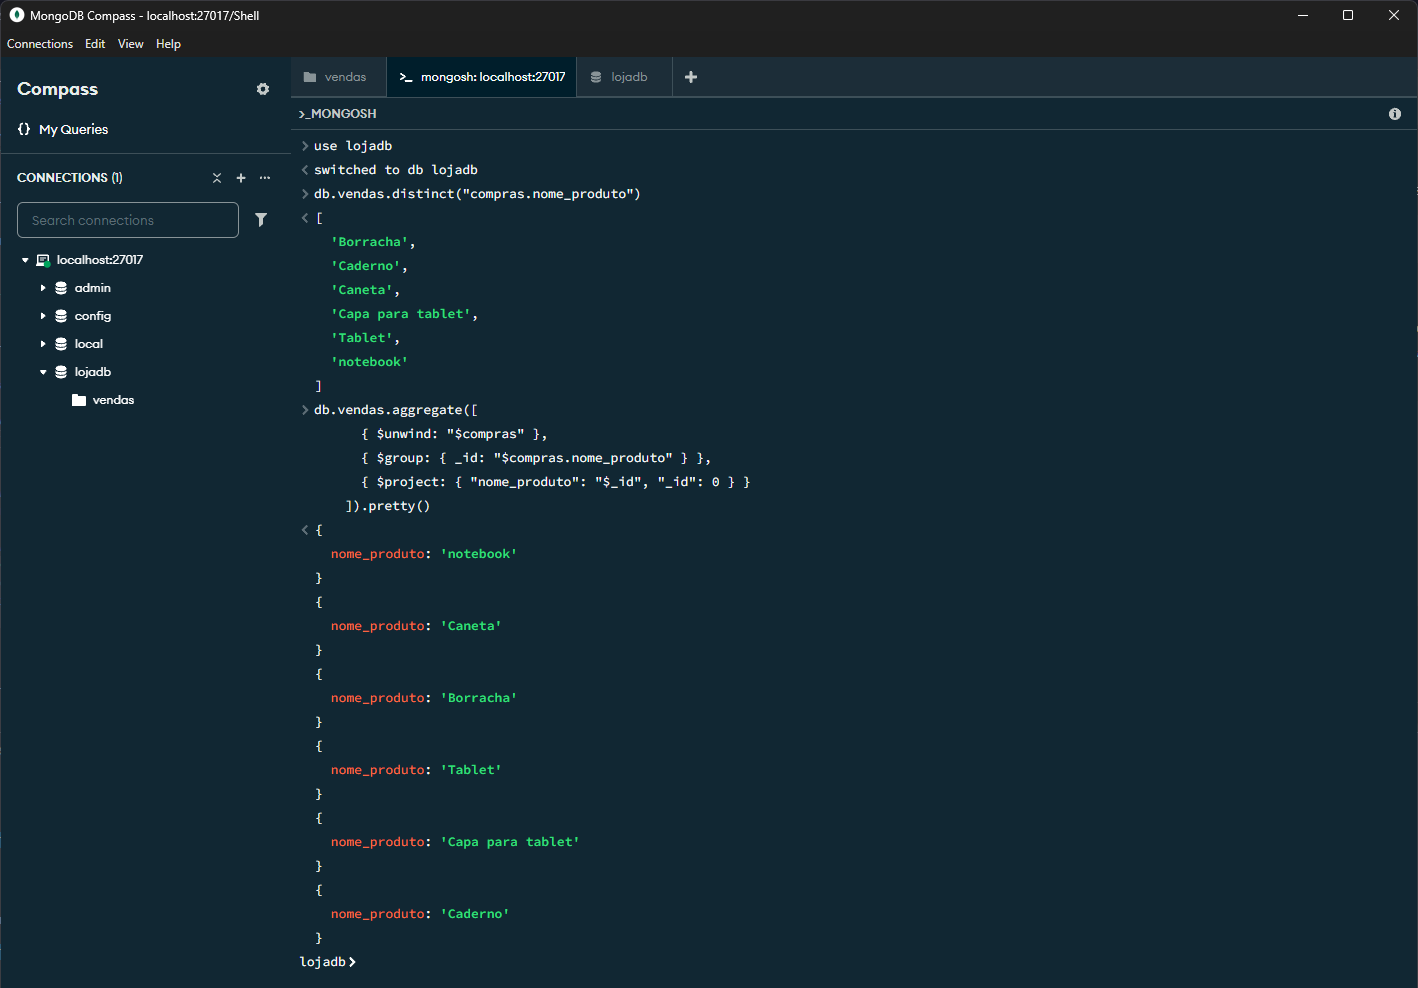 MongoDB Compass - localhost:27017/Shell
Connections Edit View Help
Compass
{} My Queries
CONNECTIONS (1)
Search connections
localhost:27017
admin
config
local
lojadb
vendas
vendas
>_ mongosh: localhost:27017
lojadb
>_MONGOSH
> use lojadb
< switched to db lojadb
> db.vendas.distinct("compras.nome_produto")
< [
'Borracha',
'Caderno',
'Caneta',
'Capa para tablet',
'Tablet',
'notebook'
]
> db.vendas.aggregate([
{ $unwind: "$compras" },
{ $group: { _id: "$compras.nome_produto" } },
{ $project: { "nome_produto": "$_id", "_id": 0 } }
]).pretty()
< {
nome_produto: 'notebook'
}
{
nome_produto: 'Caneta'
}
{
nome_produto: 'Borracha'
}
{
nome_produto: 'Tablet'
}
{
nome_produto: 'Capa para tablet'
}
{
nome_produto: 'Caderno'
}
lojadb>